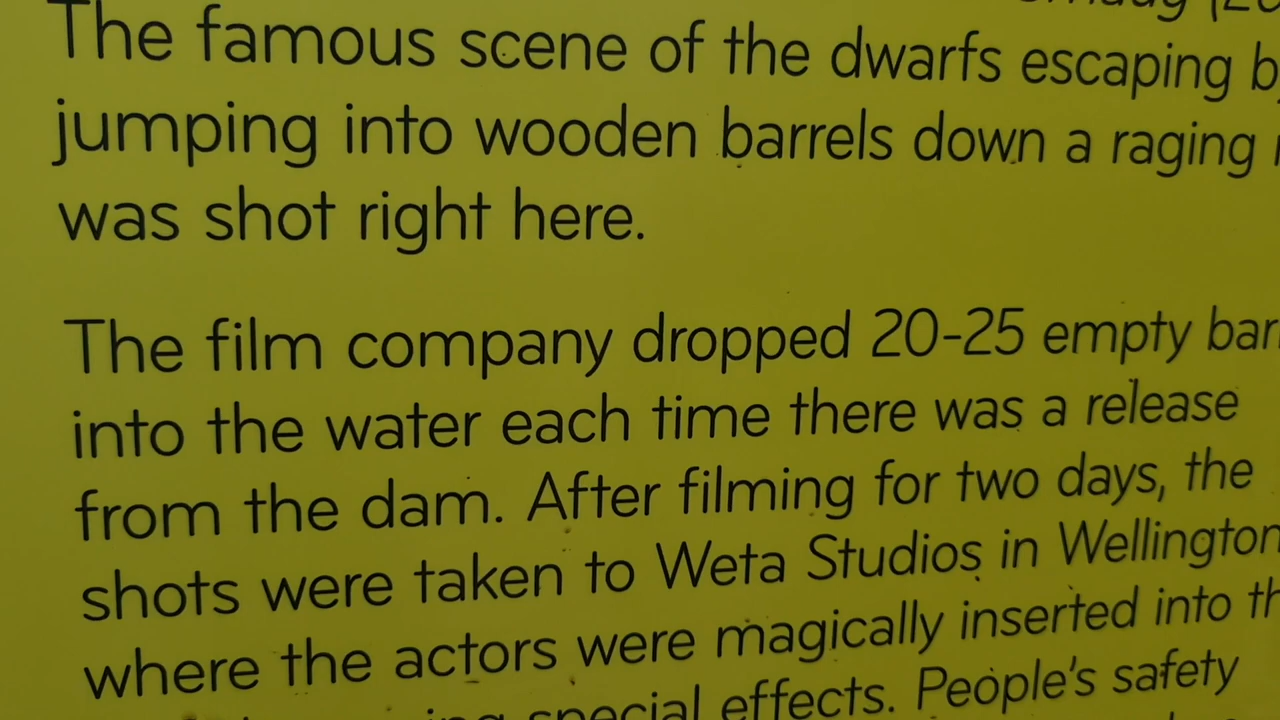 The famous scene of the dwarfs escaping
jumping into wooden barrels down a raging
was shot right here.
The film company dropped 20-25 empty
into the water each time there was a release
from the dam. After filming for two days, the
shots were taken to Weta Studios in Wellington
where the actors were magically inserted into
special effects. People's safety